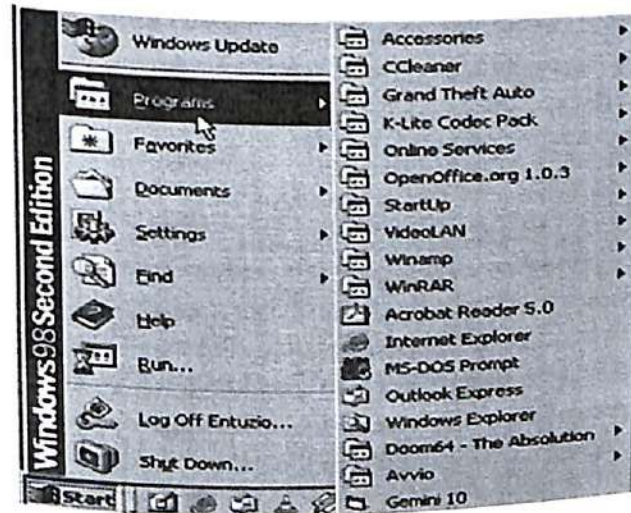 Windows98 Second Edition
Windows Update
Programs
Favorites
Documents
Settings
Find
Help
Run...
Log Off Entuzio...
Shut Down...
Start
Accessories
CCleaner
Grand Theft Auto
K-Lite Codec Pack
Online Services
OpenOffice.org 1.0.3
StartUp
VideoLAN
Winamp
WinRAR
Acrobat Reader 5.0
Internet Explorer
MS-DOS Prompt
Outlook Express
Windows Explorer
Doom64 - The Absolution
Avvio
Gemini 10